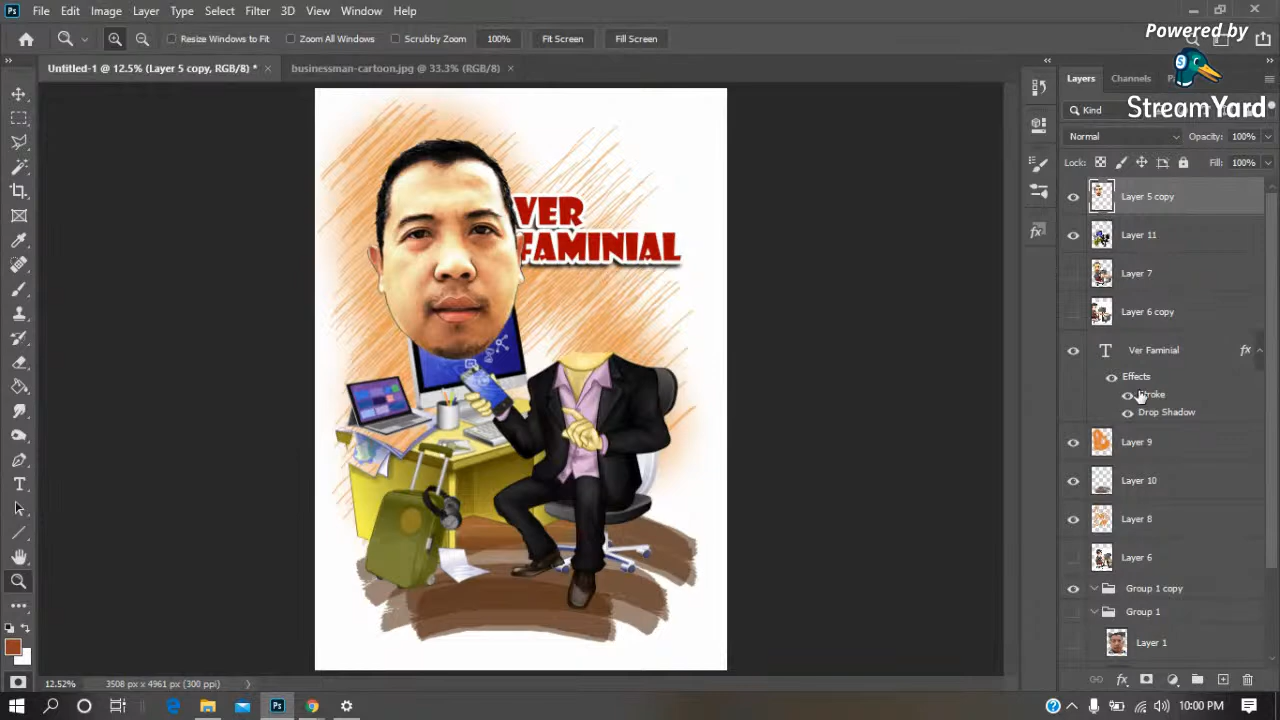 Ps File Edit Image Layer Type Select Filter 3D View Window Help
Powered by
StreamYard
Resize Windows to Fit Zoom All Windows Scrubby Zoom 100% Fit Screen Fill Screen
Untitled-1 @ 12.5% (Layer 5 copy, RGB/8) * × businessman-cartoon.jpg @ 33.3% (RGB/8) ×
Layers Channels
Kind
Normal Opacity: 100%
Lock: Fill: 100%
Layer 5 copy
VER
FAMINIAL
Layer 11
Layer 7
Layer 6 copy
T Ver Faminial fx
Effects
Stroke
Drop Shadow
Layer 9
Layer 10
Layer 8
Layer 6
Group 1 copy
Group 1
Layer 1
12.52% 3508 px x 4961 px (300 ppi)
10:00 PM